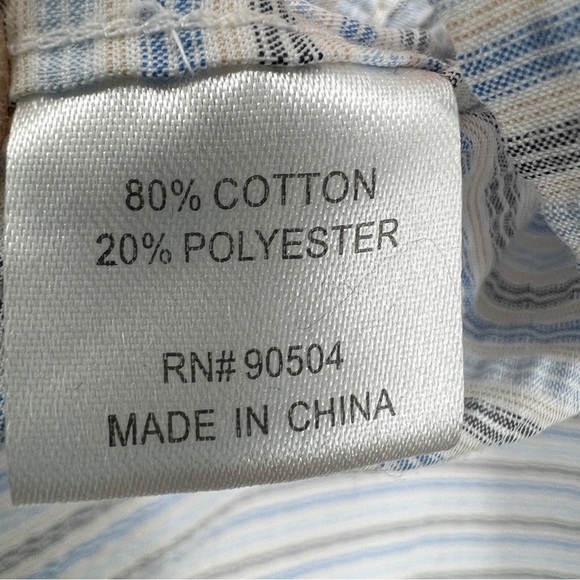 80% COTTON
20% POLYESTER
RN# 90504
MADE IN CHINA